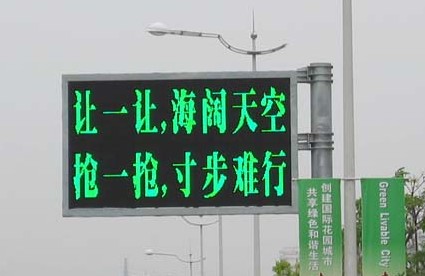 让一让,海阔天空
抢一抢,寸步难行
创建国际花园城市
共享绿色和谐生活
Green Livable City